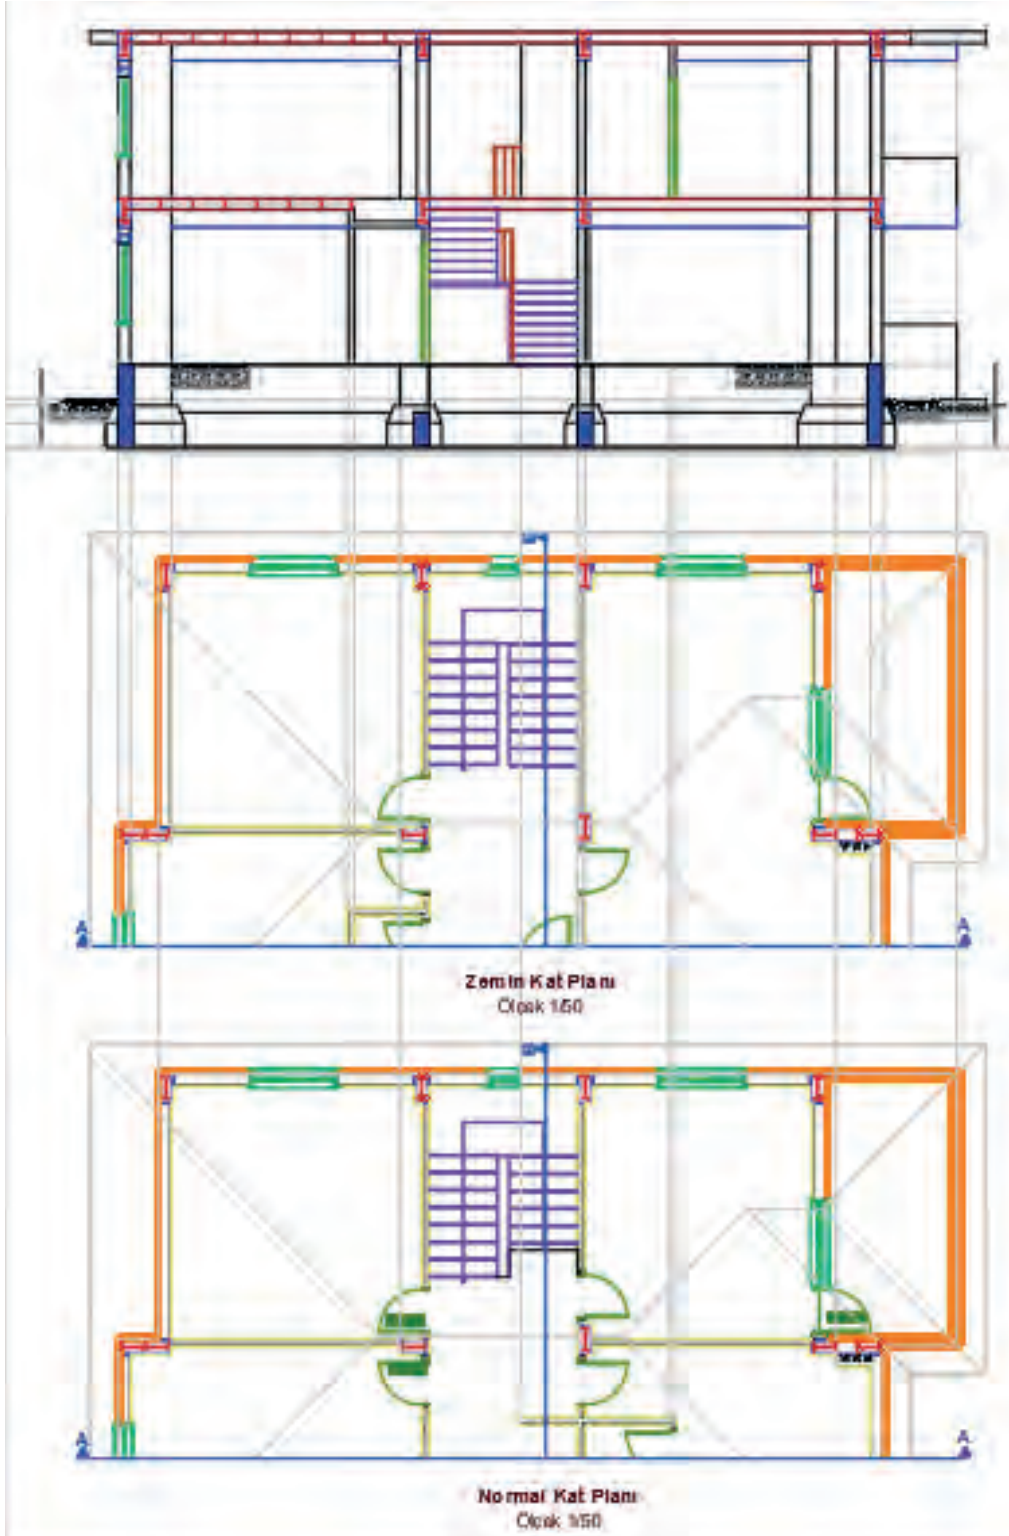 A A
Zemin Kat Planı
Ölçek 1/50
A A
Normal Kat Planı
Ölçek 1/50